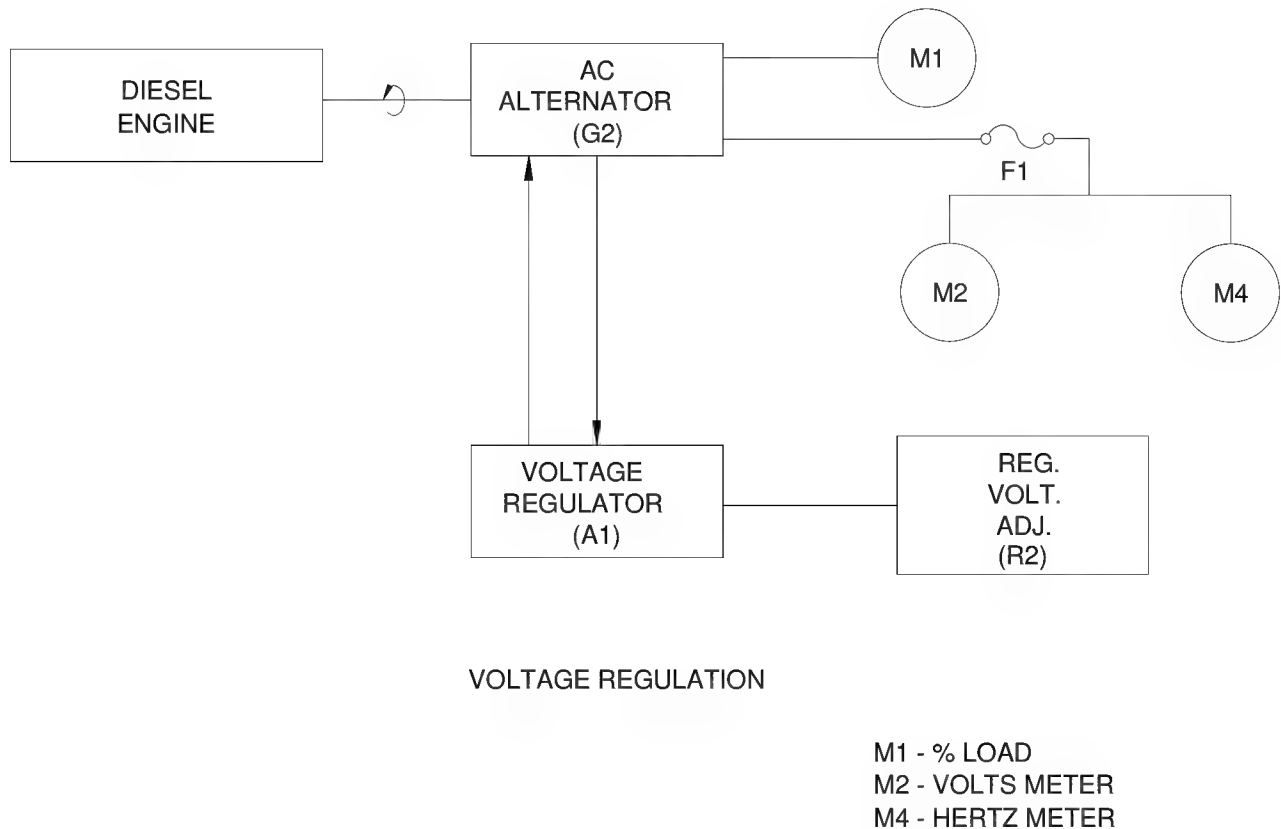 DIESEL
ENGINE
AC
ALTERNATOR
(G2)
M1
F1
M2
M4
VOLTAGE
REGULATOR
(A1)
REG.
VOLT.
ADJ.
(R2)
VOLTAGE REGULATION
M1 - % LOAD
M2 - VOLTS METER
M4 - HERTZ METER